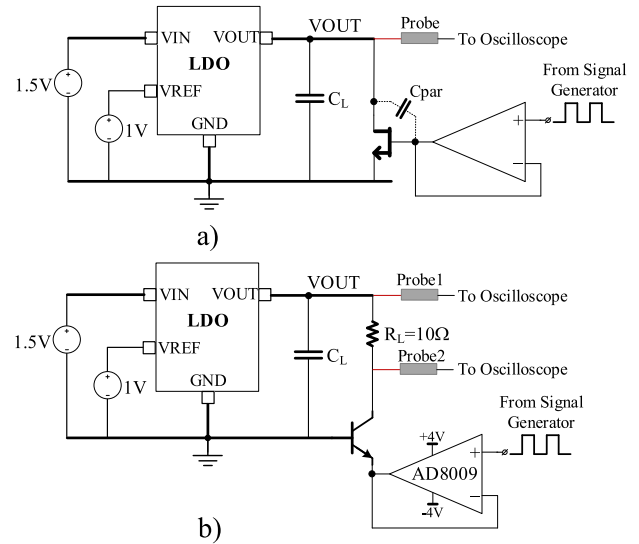 VOUT
Probe
To Oscilloscope
VIN
VOUT
LDO
VREF
1.5V
1V
GND
CL
Cpar
From Signal
Generator
+
−
a)
VOUT
Probe1
To Oscilloscope
VIN
VOUT
LDO
VREF
1.5V
1V
GND
CL
RL=10Ω
Probe2
To Oscilloscope
From Signal
Generator
+4V
+
AD8009
−
-4V
b)